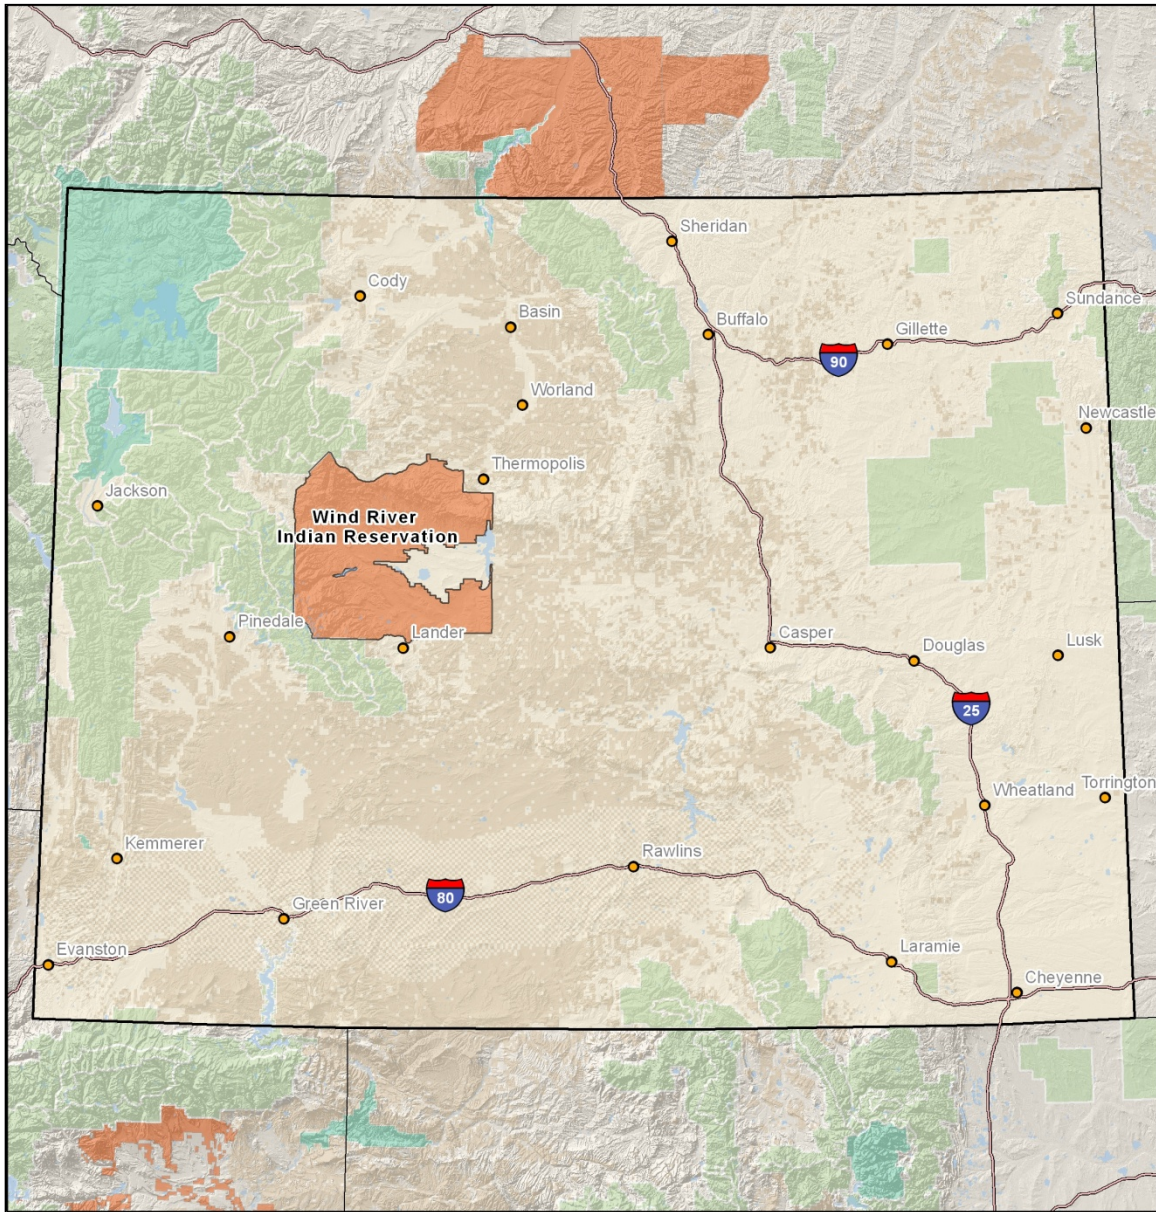 Sheridan
Cody
Sundance
Basin
Buffalo
Gillette
90
Worland
Newcastle
Thermopolis
Jackson
Wind River
Indian Reservation
Pinedale
Lander
Casper
Douglas
Lusk
25
Torrington
Wheatland
Kemmerer
Rawlins
80
Green River
Evanston
Laramie
Cheyenne